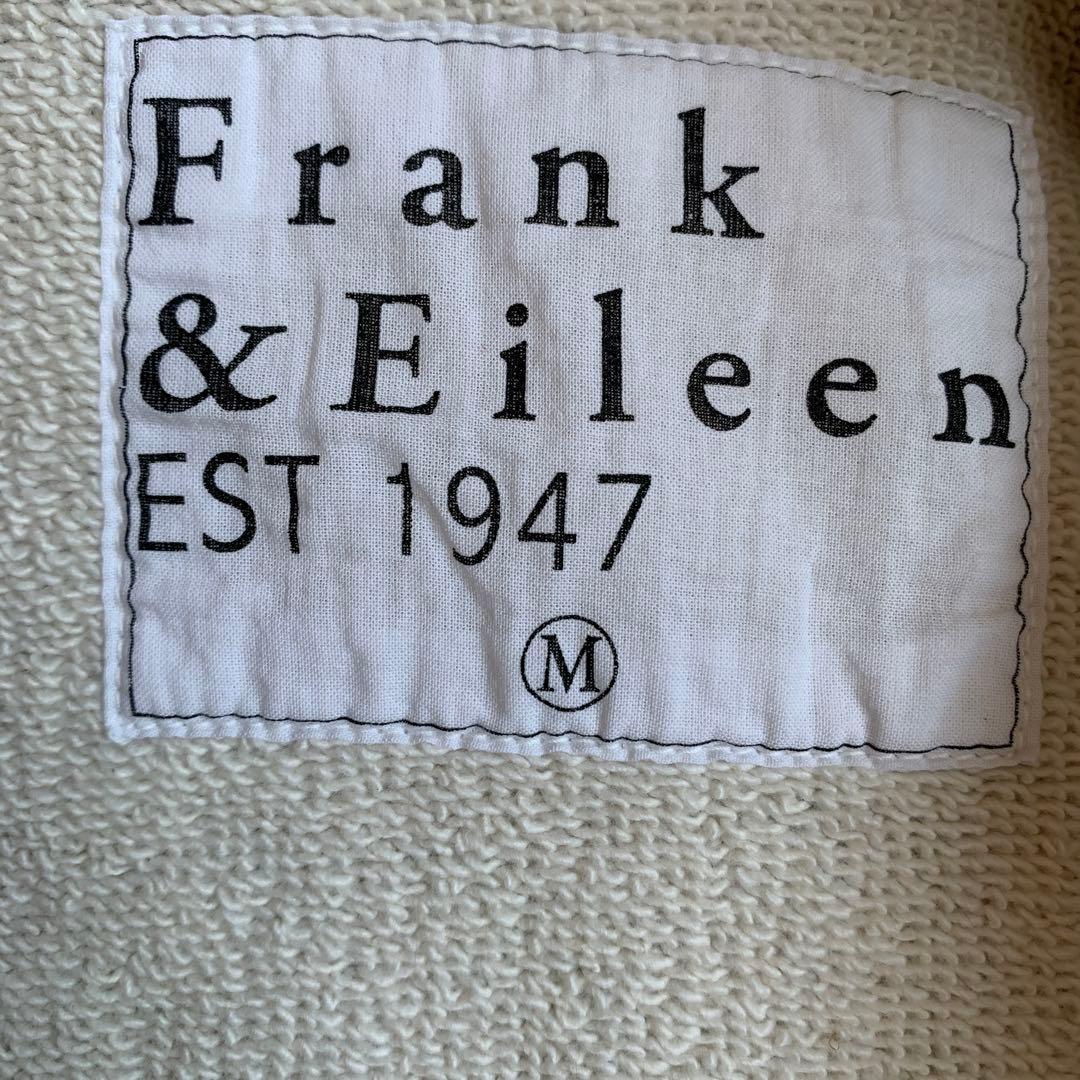 Frank
& Eileen
EST 1947
M